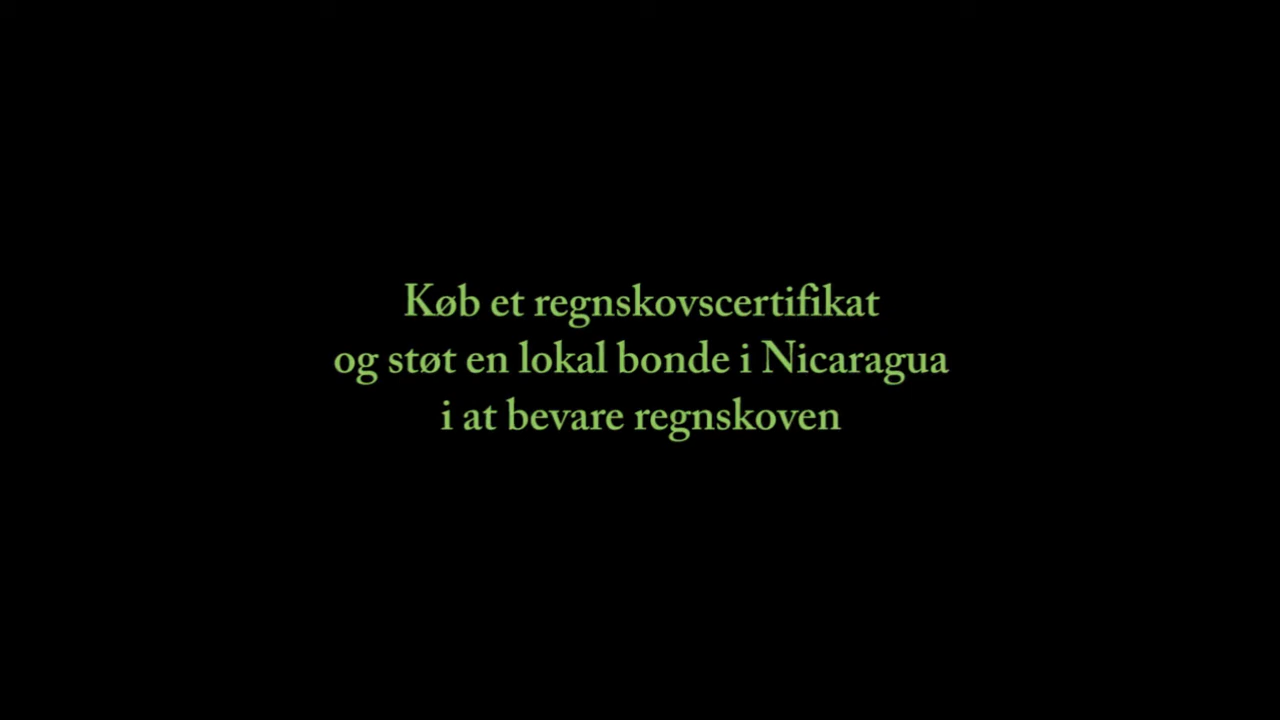 Køb et regnskovscertifikat
og støt en lokal bonde i Nicaragua
i at bevare regnskoven